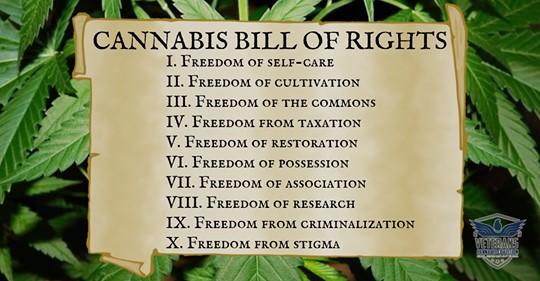 CANNABIS BILL OF RIGHTS
I. Freedom of self-care
II. Freedom of cultivation
III. Freedom of the commons
IV. Freedom from taxation
V. Freedom of restoration
VI. Freedom of possession
VII. Freedom of association
VIII. Freedom of research
IX. Freedom from criminalization
X. Freedom from stigma
VETERANS